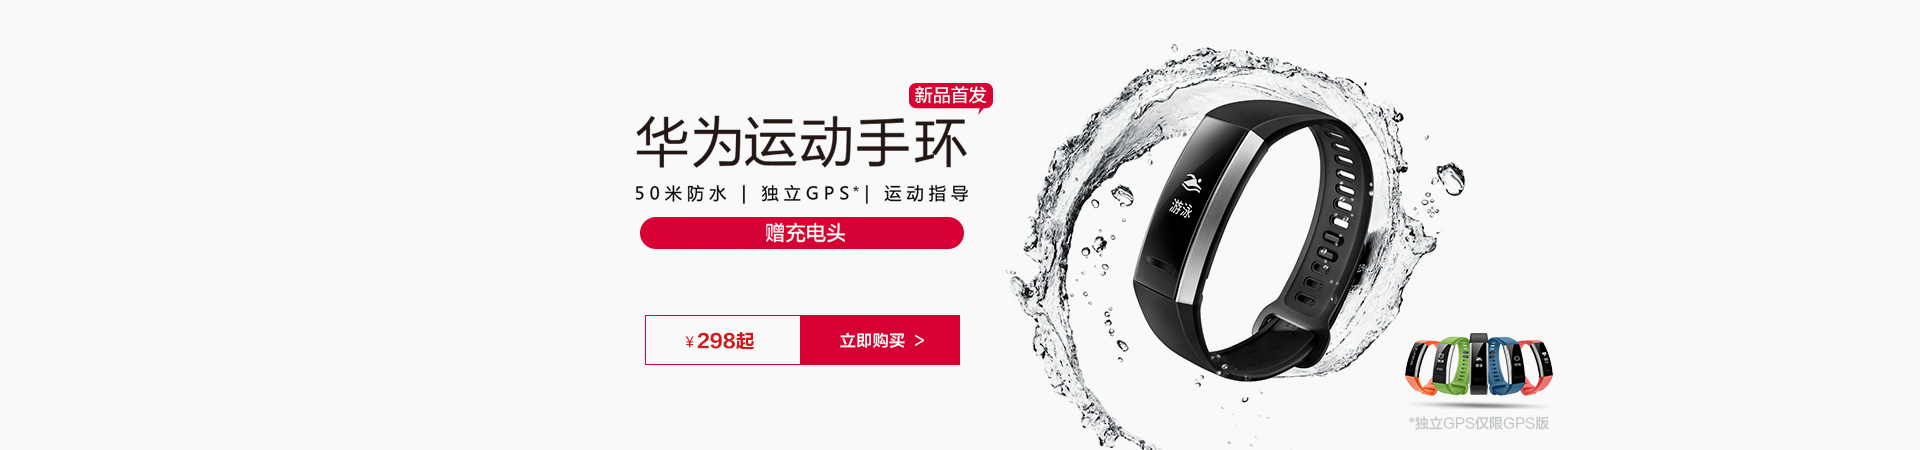 新品首发
华为运动手环
50米防水 | 独立GPS*| 运动指导
赠充电头
¥298起
立即购买 >
游泳
*独立GPS仅限GPS版